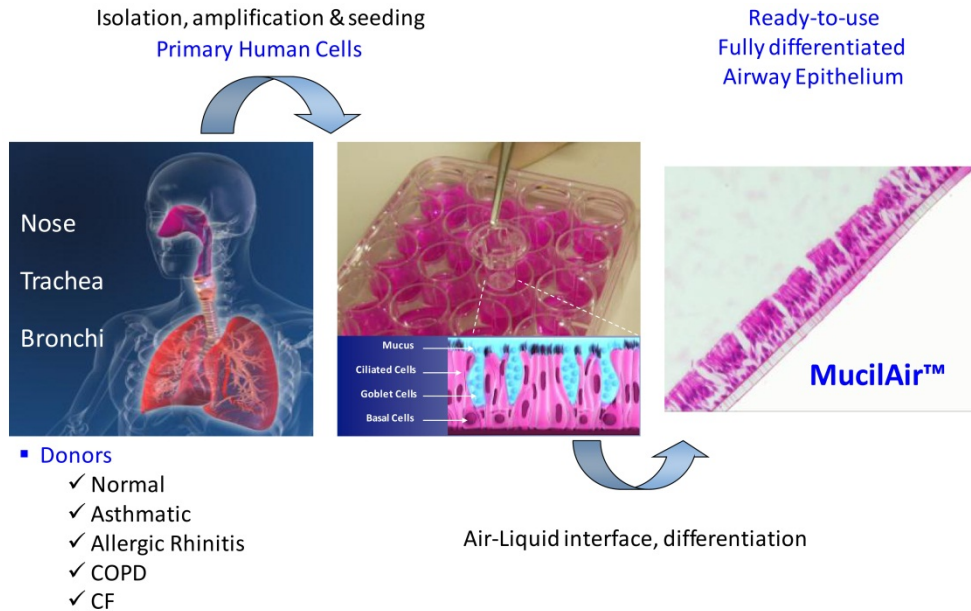 Isolation, amplification & seeding
Primary Human Cells
Ready-to-use
Fully differentiated
Airway Epithelium
Nose
Trachea
Bronchi
Mucus
Ciliated Cells
Goblet Cells
Basal Cells
MucilAir™
▪ Donors
✓ Normal
✓ Asthmatic
✓ Allergic Rhinitis
✓ COPD
✓ CF
Air-Liquid interface, differentiation